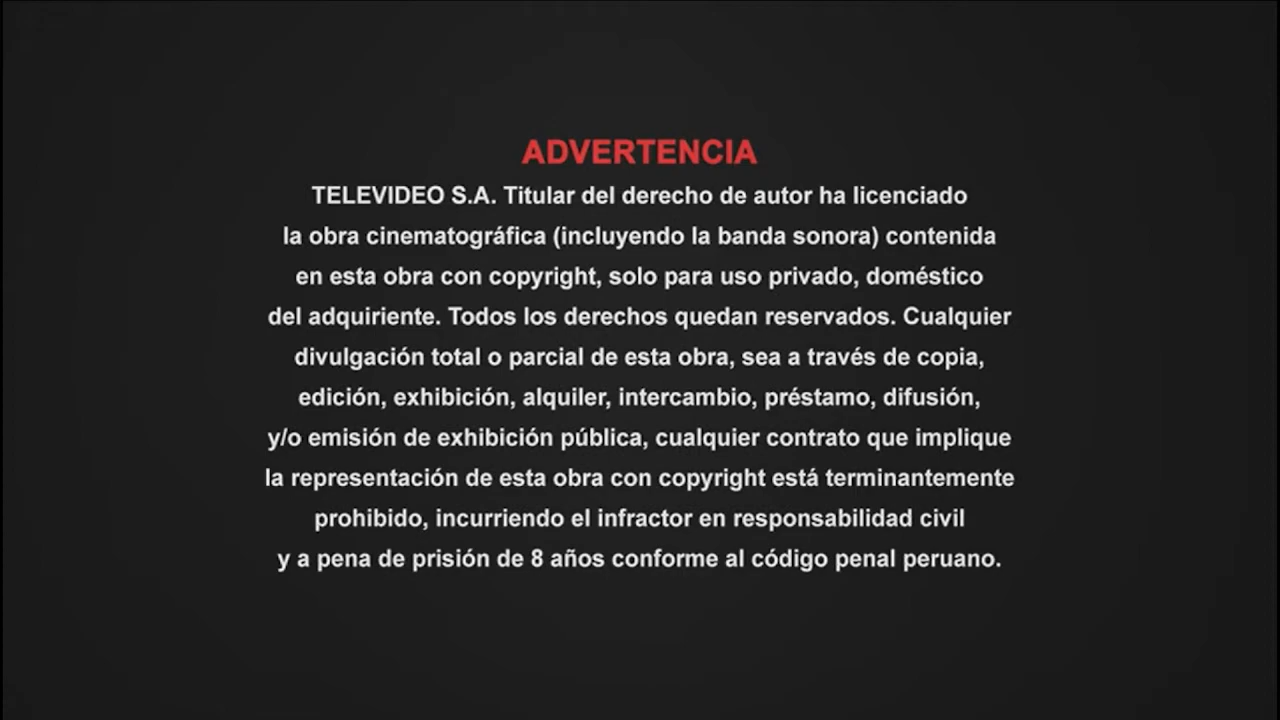 ADVERTENCIA
TELEVIDEO S.A. Titular del derecho de autor ha licenciado
la obra cinematográfica (incluyendo la banda sonora) contenida
en esta obra con copyright, solo para uso privado, doméstico
del adquiriente. Todos los derechos quedan reservados. Cualquier
divulgación total o parcial de esta obra, sea a través de copia,
edición, exhibición, alquiler, intercambio, préstamo, difusión,
y/o emisión de exhibición pública, cualquier contrato que implique
la representación de esta obra con copyright está terminantemente
prohibido, incurriendo el infractor en responsabilidad civil
y a pena de prisión de 8 años conforme al código penal peruano.